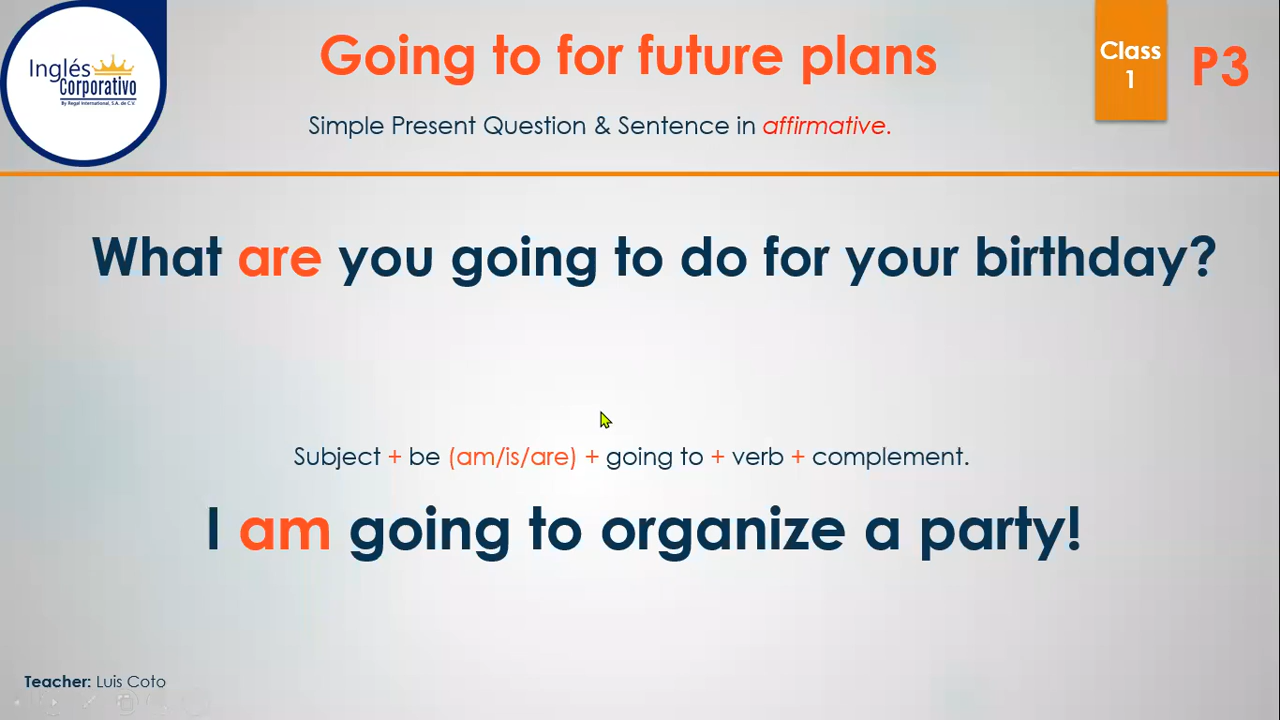 Inglés
Corporativo
By Regal International, S.A. de C.V.
Going to for future plans
Class
1
P3
Simple Present Question & Sentence in affirmative.
What are you going to do for your birthday?
Subject + be (am/is/are) + going to + verb + complement.
I am going to organize a party!
Teacher: Luis Coto